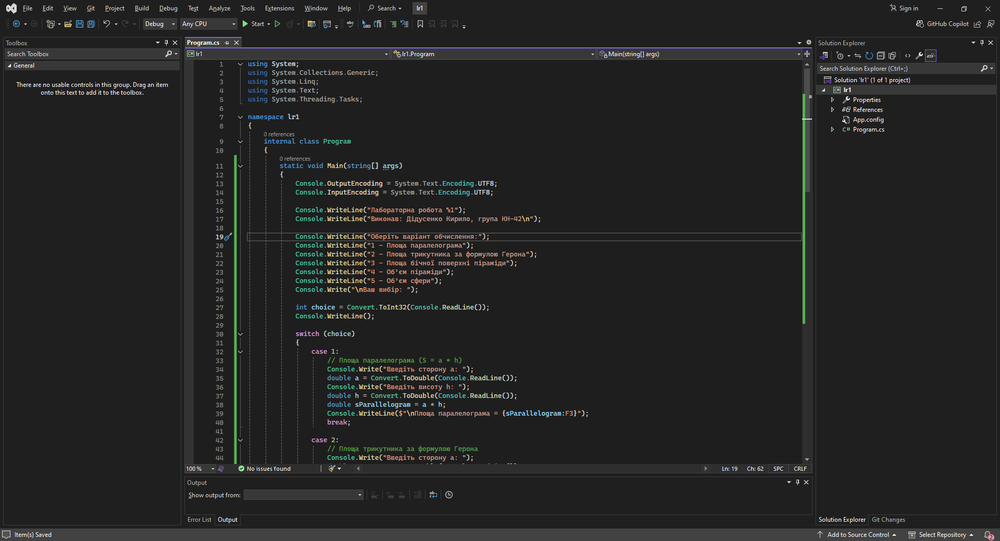 File Edit View Git Project Build Debug Test Analyze Tools Extensions Window Help Search lr1 Sign in
Debug Any CPU Start GitHub Copilot
Toolbox
Search Toolbox
General
There are no usable controls in this group. Drag an item
onto this text to add it to the toolbox.
Program.cs
lr1 lr1.Program Main(string[] args)
1 using System;
2 using System.Collections.Generic;
3 using System.Linq;
4 using System.Text;
5 using System.Threading.Tasks;
6
7 namespace lr1
8 {
0 references
9 internal class Program
10 {
0 references
11 static void Main(string[] args)
12 {
13 Console.OutputEncoding = System.Text.Encoding.UTF8;
14 Console.InputEncoding = System.Text.Encoding.UTF8;
15
16 Console.WriteLine("Лабораторна робота №1");
17 Console.WriteLine("Виконав: Дідусенко Кирило, група КН-42\n");
18
19 Console.WriteLine("Оберіть варіант обчислення:");
20 Console.WriteLine("1 - Площа паралелограма");
21 Console.WriteLine("2 - Площа трикутника за формулою Герона");
22 Console.WriteLine("3 - Площа бічної поверхні піраміди");
23 Console.WriteLine("4 - Об’єм піраміди");
24 Console.WriteLine("5 - Об’єм сфери");
25 Console.Write("\nВаш вибір: ");
26
27 int choice = Convert.ToInt32(Console.ReadLine());
28 Console.WriteLine();
29
30 switch (choice)
31 {
32 case 1:
33 // Площа паралелограма (S = a * h)
34 Console.Write("Введіть сторону a: ");
35 double a = Convert.ToDouble(Console.ReadLine());
36 Console.Write("Введіть висоту h: ");
37 double h = Convert.ToDouble(Console.ReadLine());
38 double sParallelogram = a * h;
39 Console.WriteLine($"\nПлоща паралелограма = {sParallelogram:F3}");
40 break;
41
42 case 2:
43 // Площа трикутника за формулою Герона
44 Console.Write("Введіть сторону a: ");
100 % No issues found Ln: 19 Ch: 62 SPC CRLF
Output
Show output from:
Error List Output
Solution Explorer
Search Solution Explorer (Ctrl+;)
Solution 'lr1' (1 of 1 project)
lr1
Properties
References
App.config
C# Program.cs
Solution Explorer Git Changes
Item(s) Saved Add to Source Control Select Repository 2